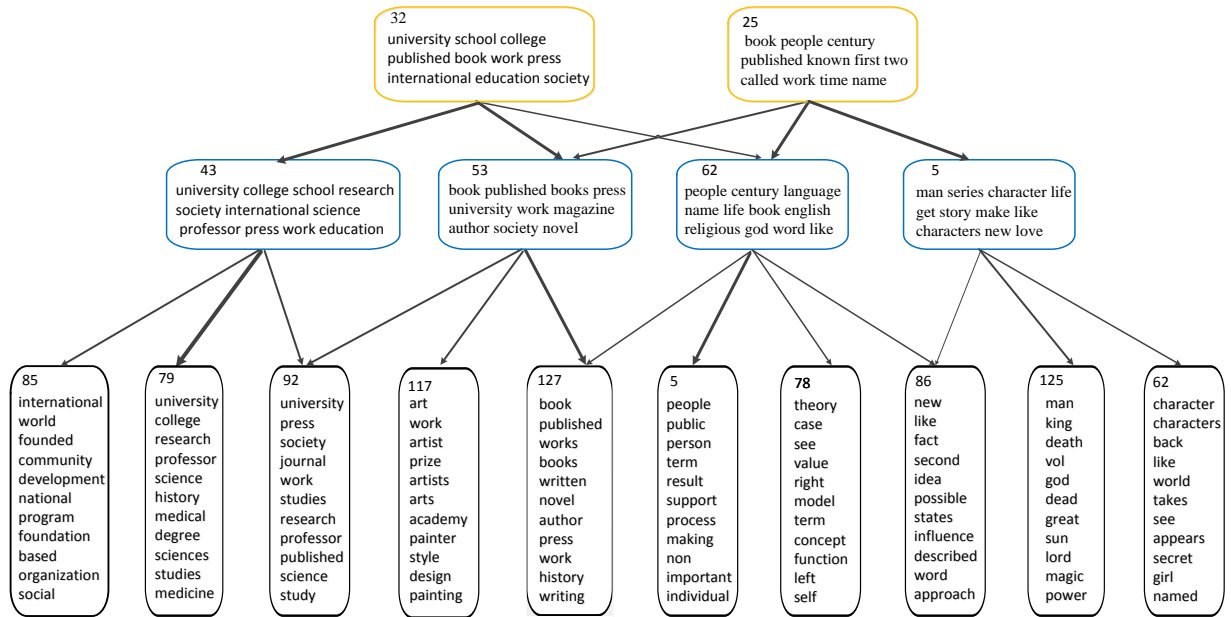 32
university school college
published book work press
international education society
25
book people century
published known first two
called work time name
43
university college school research
society international science
professor press work education
53
book published books press
university work magazine
author society novel
62
people century language
name life book english
religious god word like
5
man series character life
get story make like
characters new love
85
international
world
founded
community
development
national
program
foundation
based
organization
social
79
university
college
research
professor
science
history
medical
degree
sciences
studies
medicine
92
university
press
society
journal
work
studies
research
professor
published
science
study
117
art
work
artist
prize
artists
arts
academy
painter
style
design
painting
127
book
published
works
books
written
novel
author
press
work
history
writing
5
people
public
person
term
result
support
process
making
non
important
individual
78
theory
case
see
value
right
model
term
concept
function
left
self
86
new
like
fact
second
idea
possible
states
influence
described
word
approach
125
man
king
death
vol
god
dead
great
sun
lord
magic
power
62
character
characters
back
like
world
takes
see
appears
secret
girl
named